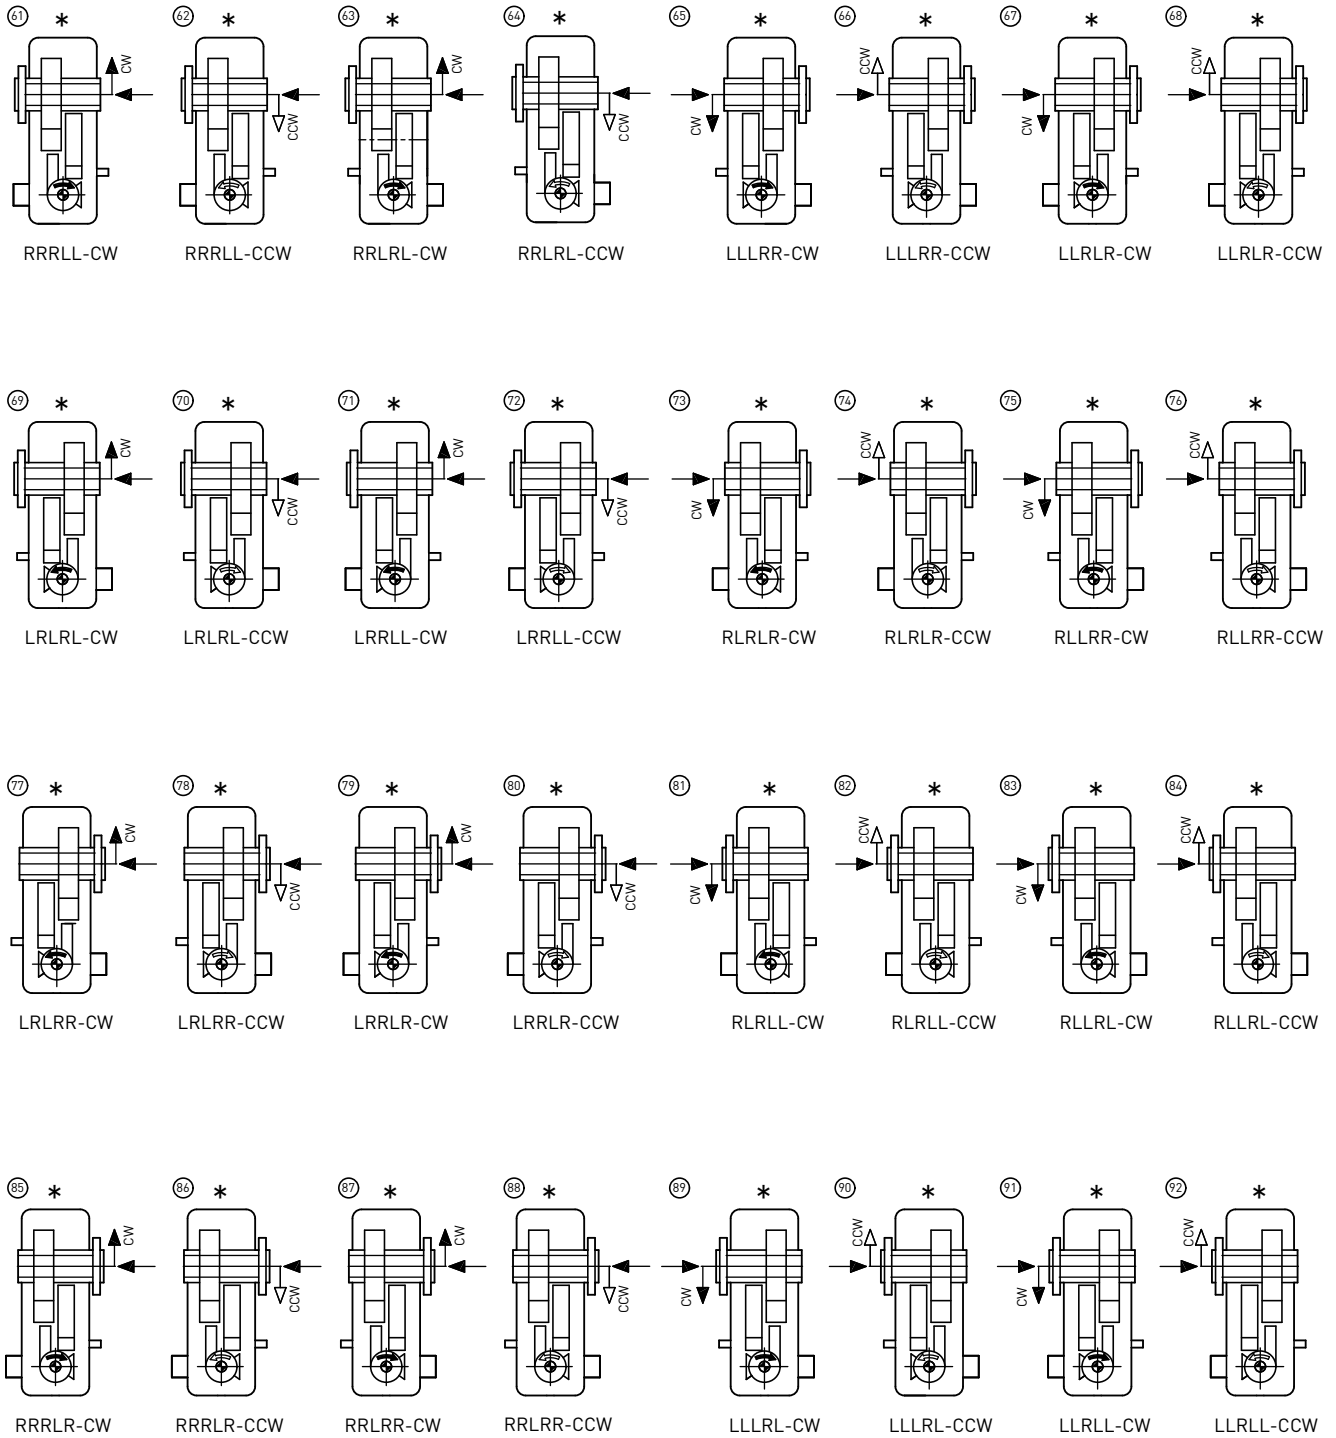 61 * 62 * 63 * 64 * 65 * 66 * 67 * 68 *
CW CCW CW CCW CW CCW CW CCW
RRRLL-CW RRRLL-CCW RRLRL-CW RRLRL-CCW LLLRR-CW LLLRR-CCW LLRLR-CW LLRLR-CCW
69 * 70 * 71 * 72 * 73 * 74 * 75 * 76 *
CW CCW CW CCW CW CCW CW CCW
LRLRL-CW LRLRL-CCW LRRLL-CW LRRLL-CCW RLRLR-CW RLRLR-CCW RLLRR-CW RLLRR-CCW
77 * 78 * 79 * 80 * 81 * 82 * 83 * 84 *
CW CCW CW CCW CW CCW CW CCW
LRLRR-CW LRLRR-CCW LRRLR-CW LRRLR-CCW RLRLL-CW RLRLL-CCW RLLRL-CW RLLRL-CCW
85 * 86 * 87 * 88 * 89 * 90 * 91 * 92 *
CW CCW CW CCW CW CCW CW CCW
RRRLR-CW RRRLR-CCW RRLRR-CW RRLRR-CCW LLLRL-CW LLLRL-CCW LLRLL-CW LLRLL-CCW